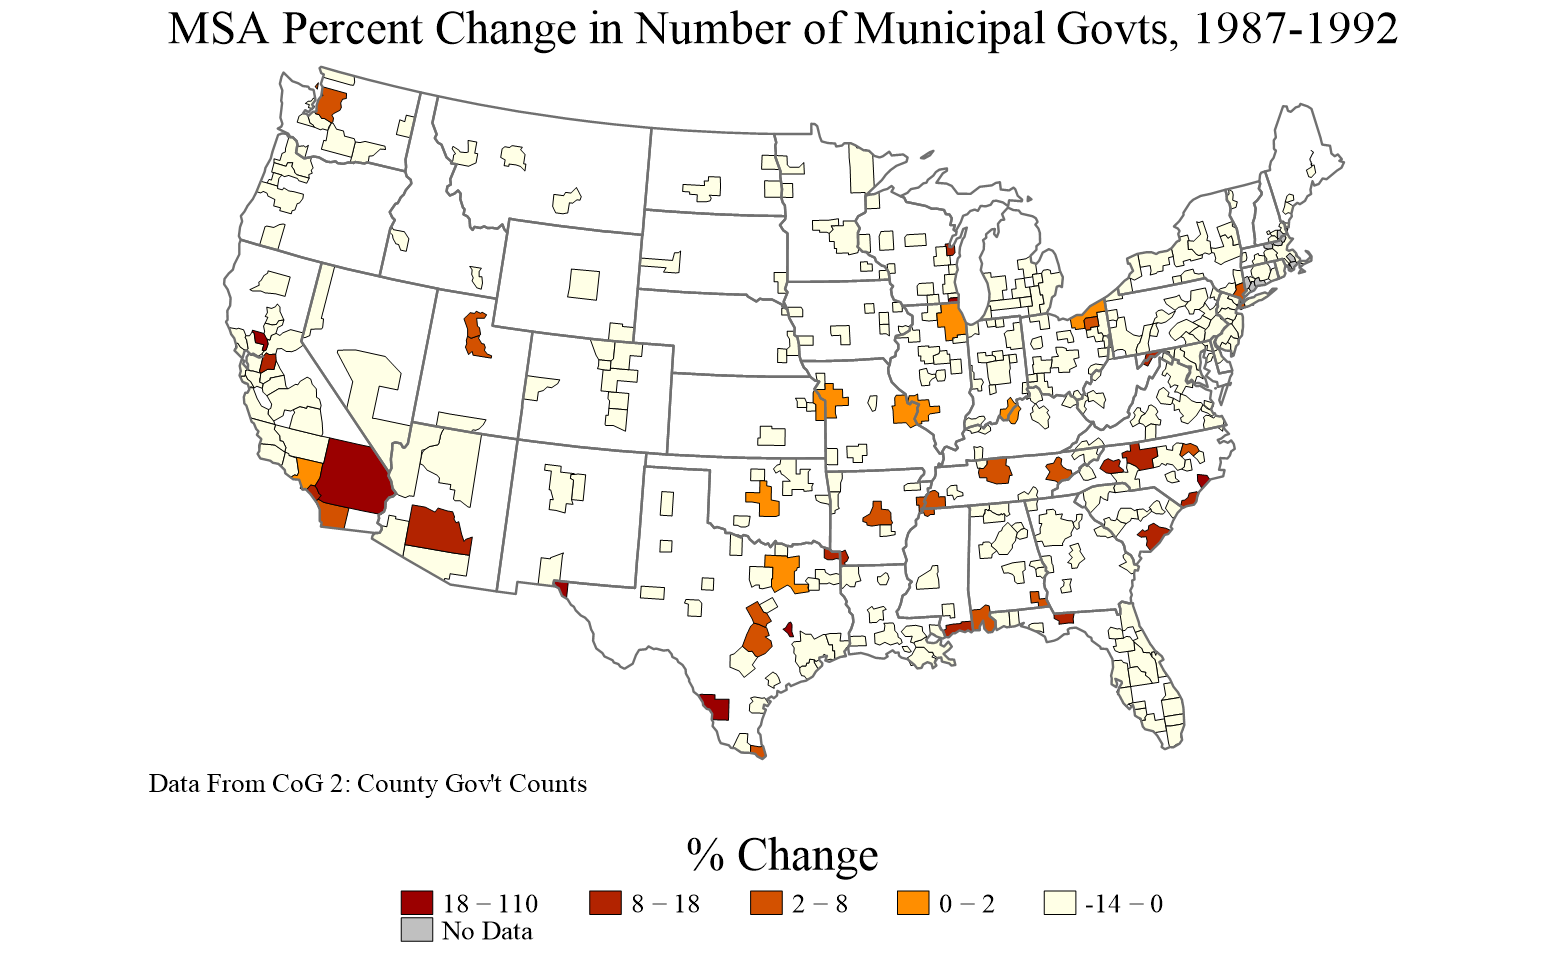 MSA Percent Change in Number of Municipal Govts, 1987-1992
Data From CoG 2: County Gov't Counts
% Change
18 – 110
8 – 18
2 – 8
0 – 2
-14 – 0
No Data